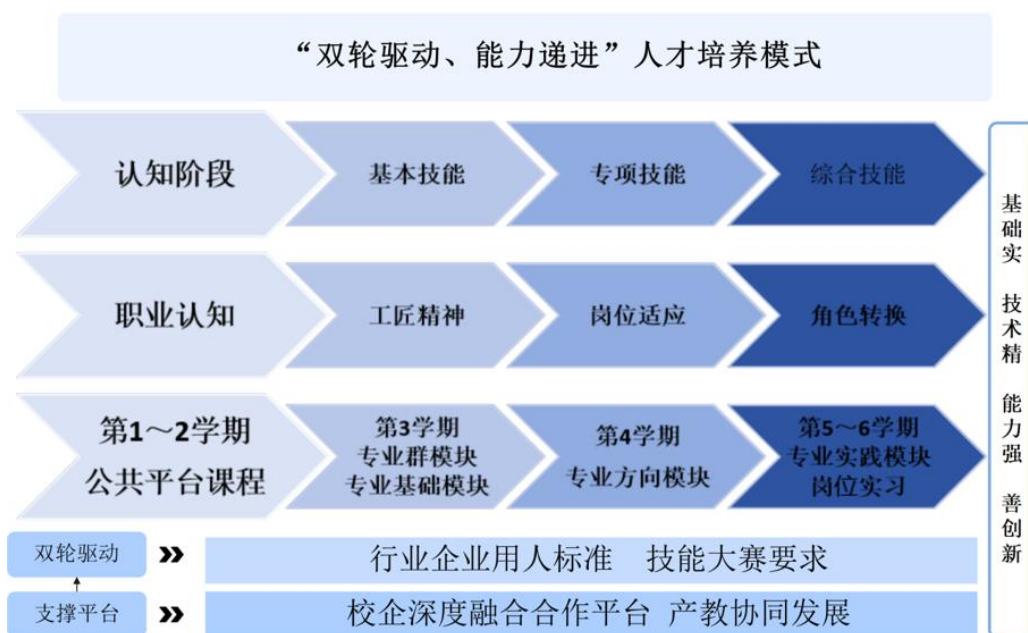 “双轮驱动、能力递进”人才培养模式
认知阶段
基本技能
专项技能
综合技能
职业认知
工匠精神
岗位适应
角色转换
第1～2学期
公共平台课程
第3学期
专业群模块
专业基础模块
第4学期
专业方向模块
第5～6学期
专业实践模块
岗位实习
双轮驱动
行业企业用人标准 技能大赛要求
支撑平台
校企深度融合合作平台 产教协同发展
基础实 技术精 能力强 善创新